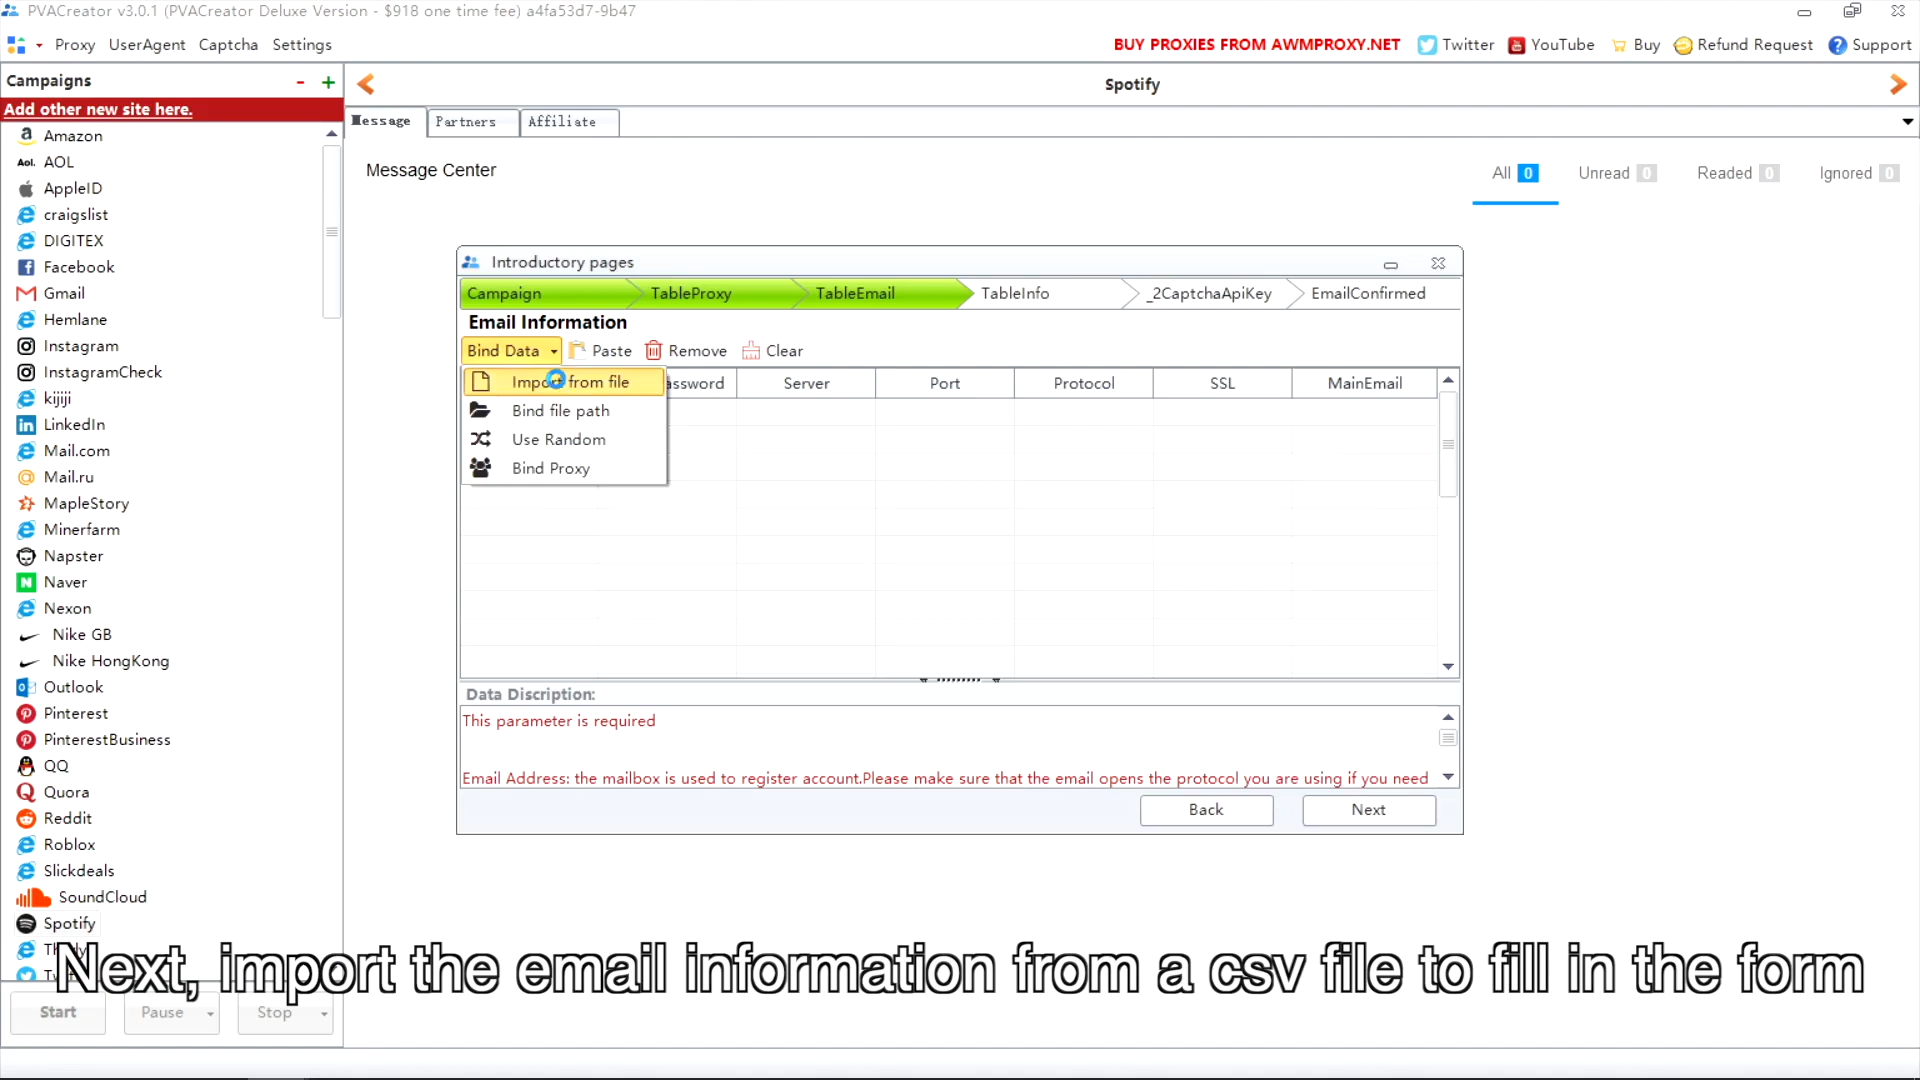 PVACreator v3.0.1 (PVACreator Deluxe Version - $918 one time fee) a4fa53d7-9b47
Proxy UserAgent Captcha Settings
BUY PROXIES FROM AWMPROXY.NET Twitter YouTube Buy Refund Request Support
Campaigns - +
Spotify
Add other new site here.
Message Partners Affiliate
Amazon
AOL
AppleID
craigslist
DIGITEX
Facebook
Gmail
Hemlane
Instagram
InstagramCheck
kijiji
LinkedIn
Mail.com
Mail.ru
MapleStory
Minerfarm
Napster
Naver
Nexon
Nike GB
Nike HongKong
Outlook
Pinterest
PinterestBusiness
QQ
Quora
Reddit
Roblox
Slickdeals
SoundCloud
Spotify
Message Center
All 0 Unread 0 Readed 0 Ignored 0
Introductory pages
Campaign TableProxy TableEmail TableInfo _2CaptchaApiKey EmailConfirmed
Email Information
Bind Data Paste Remove Clear
Import from file
Bind file path
Use Random
Bind Proxy
assword Server Port Protocol SSL MainEmail
Data Discription:
This parameter is required
Email Address: the mailbox is used to register account.Please make sure that the email opens the protocol you are using if you need
Back Next
Next, import the email information from a csv file to fill in the form
Start Pause Stop